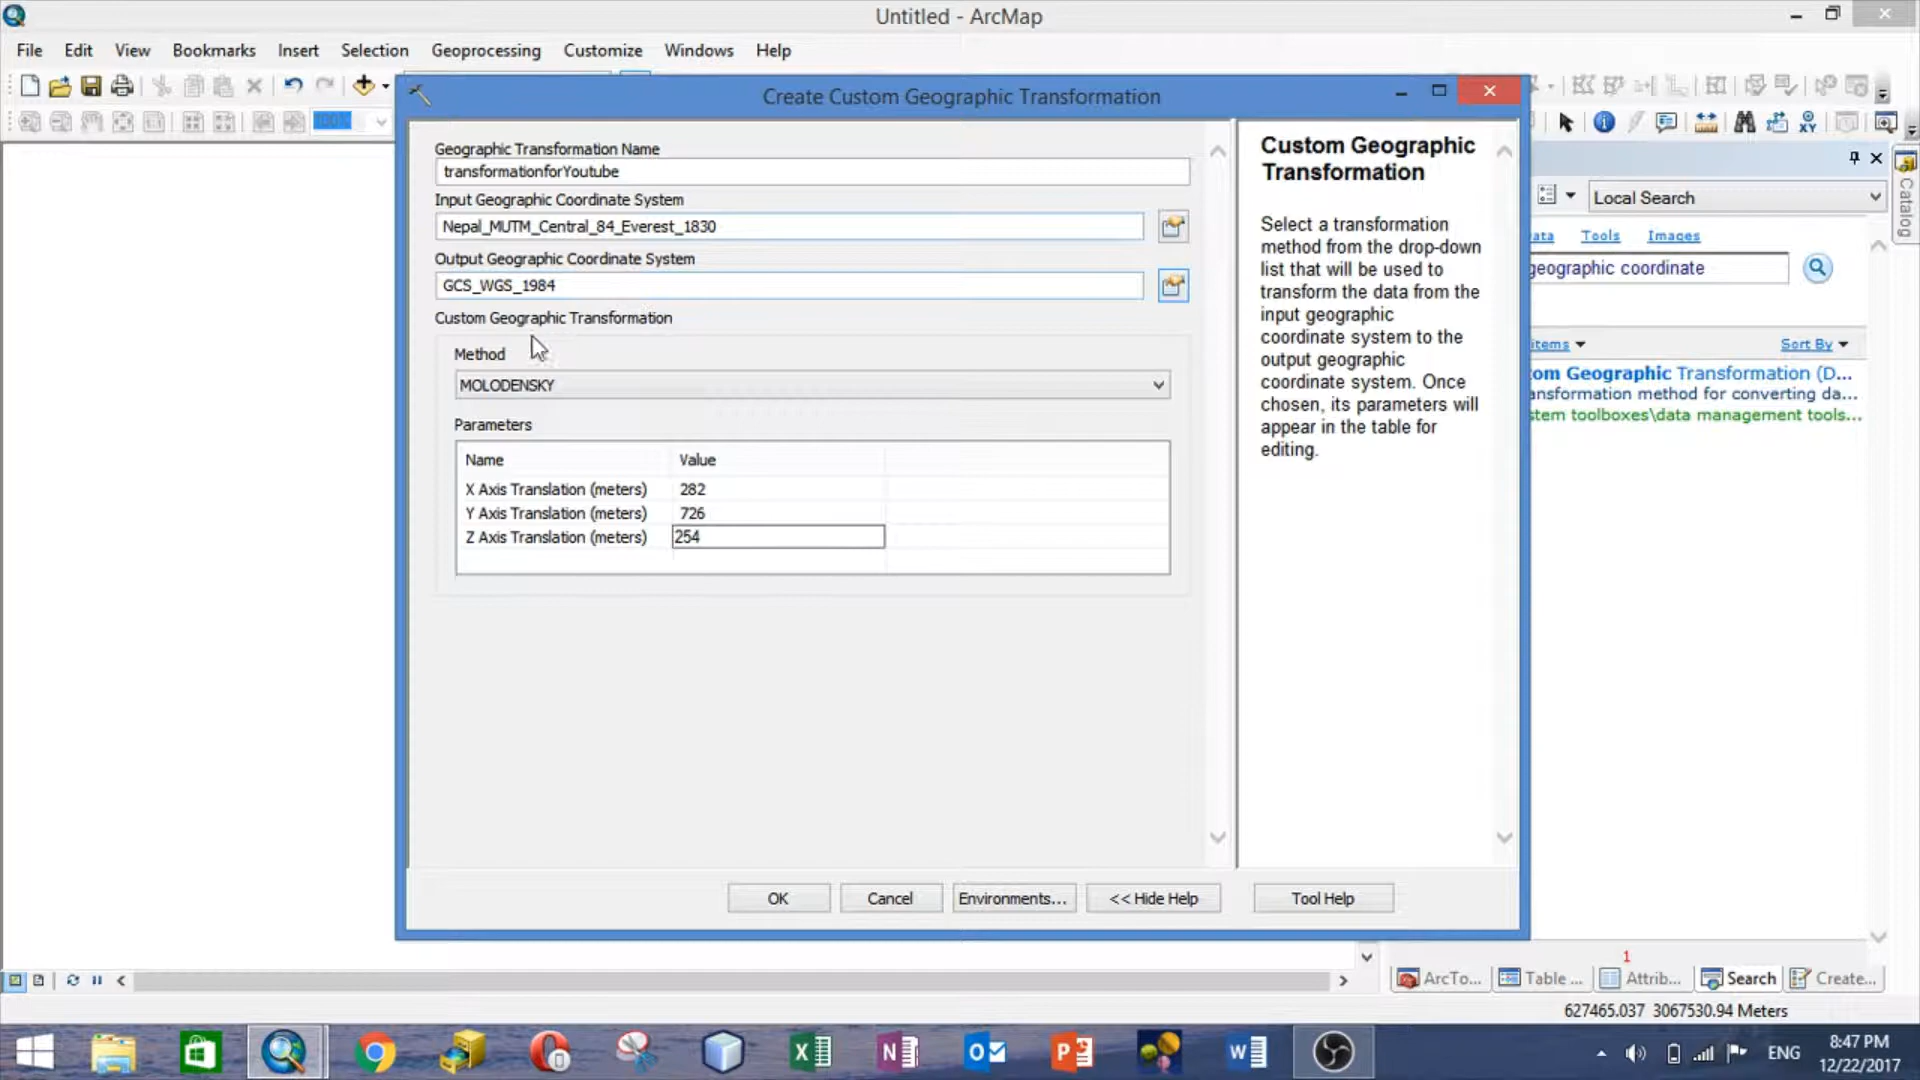 Untitled - ArcMap
File Edit View Bookmarks Insert Selection Geoprocessing Customize Windows Help
Create Custom Geographic Transformation
100%
Geographic Transformation Name
transformationforYoutube
Input Geographic Coordinate System
Nepal_MUTM_Central_84_Everest_1830
Output Geographic Coordinate System
GCS_WGS_1984
Custom Geographic Transformation
Method
MOLODENSKY
Parameters
Name Value
X Axis Translation (meters) 282
Y Axis Translation (meters) 726
Z Axis Translation (meters) 254
OK Cancel Environments... << Hide Help Tool Help
Custom Geographic
Transformation
Select a transformation
method from the drop-down
list that will be used to
transform the data from the
input geographic
coordinate system to the
output geographic
coordinate system. Once
chosen, its parameters will
appear in the table for
editing.
Local Search
Catalog
ata Tools Images
geographic coordinate
items Sort By
om Geographic Transformation (D...
ansformation method for converting da...
stem toolboxes\data management tools...
1
ArcTo... Table ... Attrib... Search Create...
627465.037 3067530.94 Meters
ENG
8:47 PM
12/22/2017